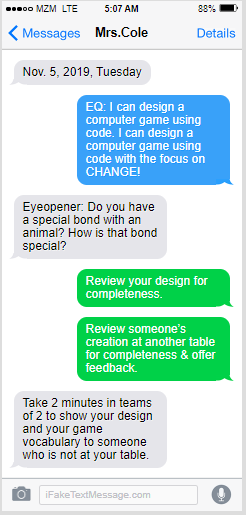 MZM LTE 5:07 AM 88%
Messages Mrs.Cole Details
Nov. 5, 2019, Tuesday
EQ: I can design a
computer game using
code. I can design a
computer game using
code with the focus on
CHANGE!
Eyeopener: Do you have
a special bond with an
animal? How is that bond
special?
Review your design for
completeness.
Review someone's
creation at another table
for completeness & offer
feedback.
Take 2 minutes in teams
of 2 to show your design
and your game
vocabulary to someone
who is not at your table.
iFakeTextMessage.com